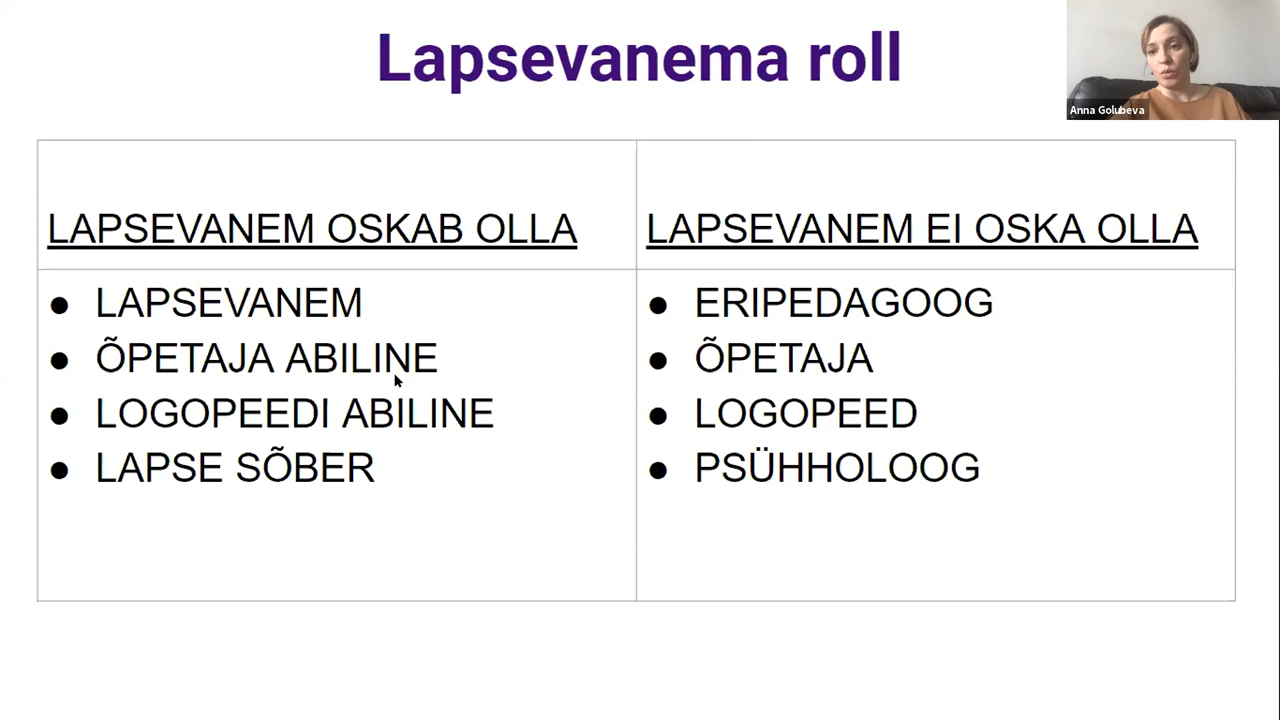 Lapsevanema roll
Anna Golubeva
LAPSEVANEM OSKAB OLLA
● LAPSEVANEM
● ÕPETAJA ABILINE
● LOGOPEEDI ABILINE
● LAPSE SÕBER
LAPSEVANEM EI OSKA OLLA
● ERIPEDAGOOG
● ÕPETAJA
● LOGOPEED
● PSÜHHOLOOG